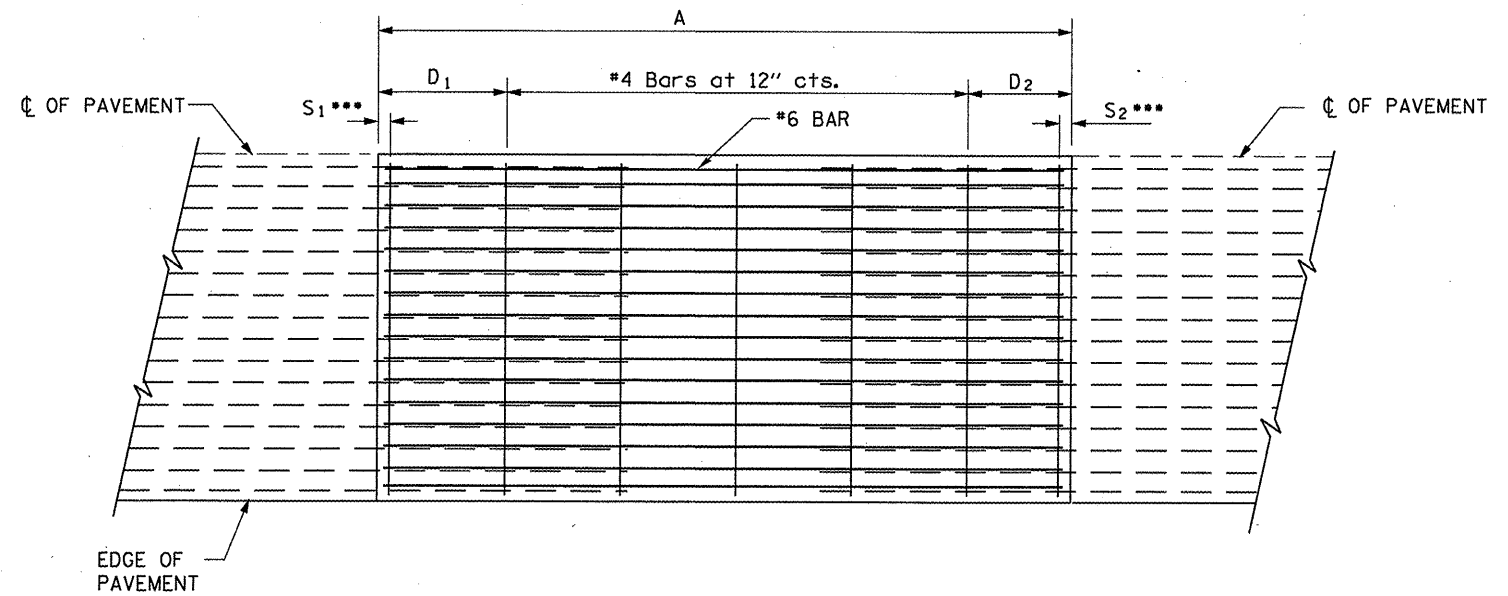 A
D1
#4 Bars at 12" cts.
D2
℄ OF PAVEMENT
S1***
#6 BAR
S2***
℄ OF PAVEMENT
EDGE OF
PAVEMENT